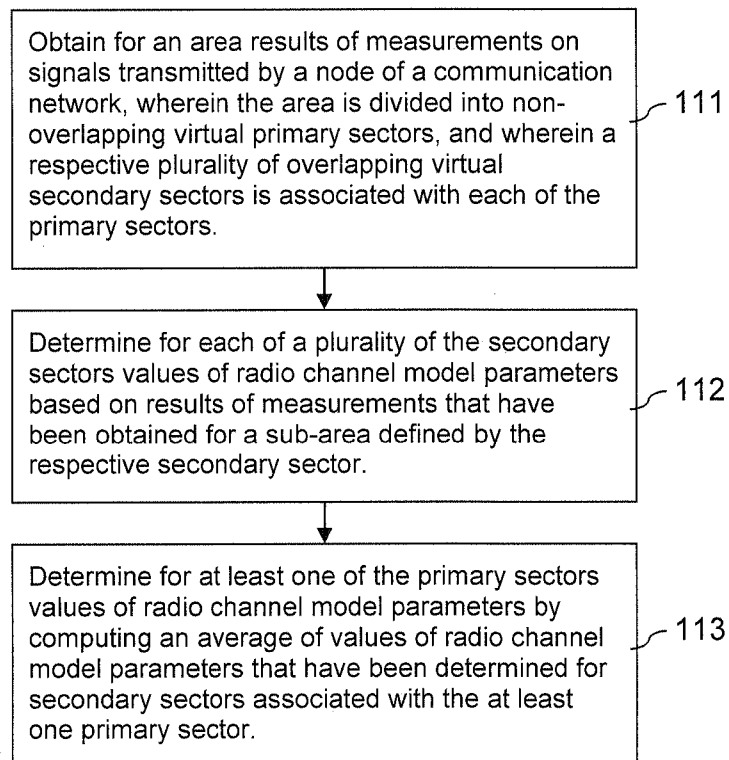 Obtain for an area results of measurements on
signals transmitted by a node of a communication
network, wherein the area is divided into non-
overlapping virtual primary sectors, and wherein a
respective plurality of overlapping virtual
secondary sectors is associated with each of the
primary sectors.
111
Determine for each of a plurality of the secondary
sectors values of radio channel model parameters
based on results of measurements that have
been obtained for a sub-area defined by the
respective secondary sector.
112
Determine for at least one of the primary sectors
values of radio channel model parameters by
computing an average of values of radio channel
model parameters that have been determined for
secondary sectors associated with the at least
one primary sector.
113